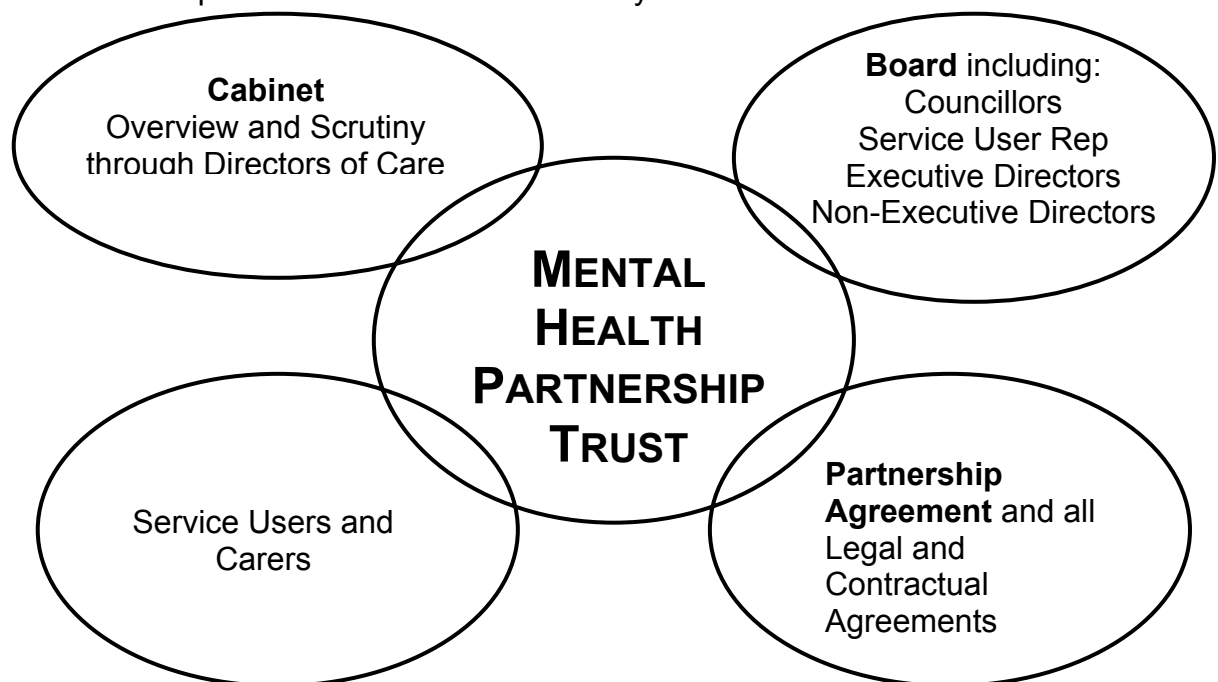 Cabinet
Overview and Scrutiny
through Directors of Care
Board including:
Councillors
Service User Rep
Executive Directors
Non-Executive Directors
MENTAL
HEALTH
PARTNERSHIP
TRUST
Service Users and
Carers
Partnership
Agreement and all
Legal and
Contractual
Agreements